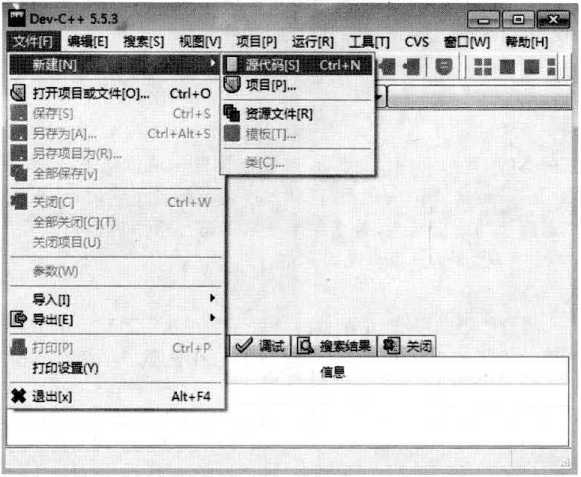 Dev-C++ 5.5.3
文件[F] 编辑[E] 搜索[S] 视图[V] 项目[P] 运行[R] 工具[T] CVS 窗口[W] 帮助[H]
新建[N]
源代码[S] Ctrl+N
项目[P]...
资源文件[R]
模板[T]...
类[C]...
打开项目或文件[O]... Ctrl+O
保存[S] Ctrl+S
另存为[A]... Ctrl+Alt+S
另存项目为(R)...
全部保存[v]
关闭[C] Ctrl+W
全部关闭[C](T)
关闭项目(U)
参数(W)
导入[I]
导出[E]
打印[P] Ctrl+P
打印设置(Y)
退出[x] Alt+F4
调试 搜索结果 关闭
信息